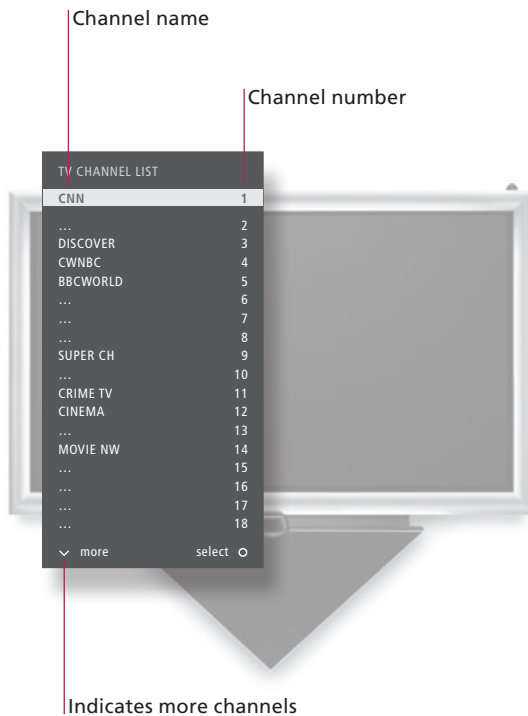 Channel name
Channel number
TV CHANNEL LIST
CNN 1
... 2
DISCOVER 3
CWNBC 4
BBCWORLD 5
... 6
... 7
... 8
SUPER CH 9
... 10
CRIME TV 11
CINEMA 12
... 13
MOVIE NW 14
... 15
... 16
... 17
... 18
more select
Indicates more channels